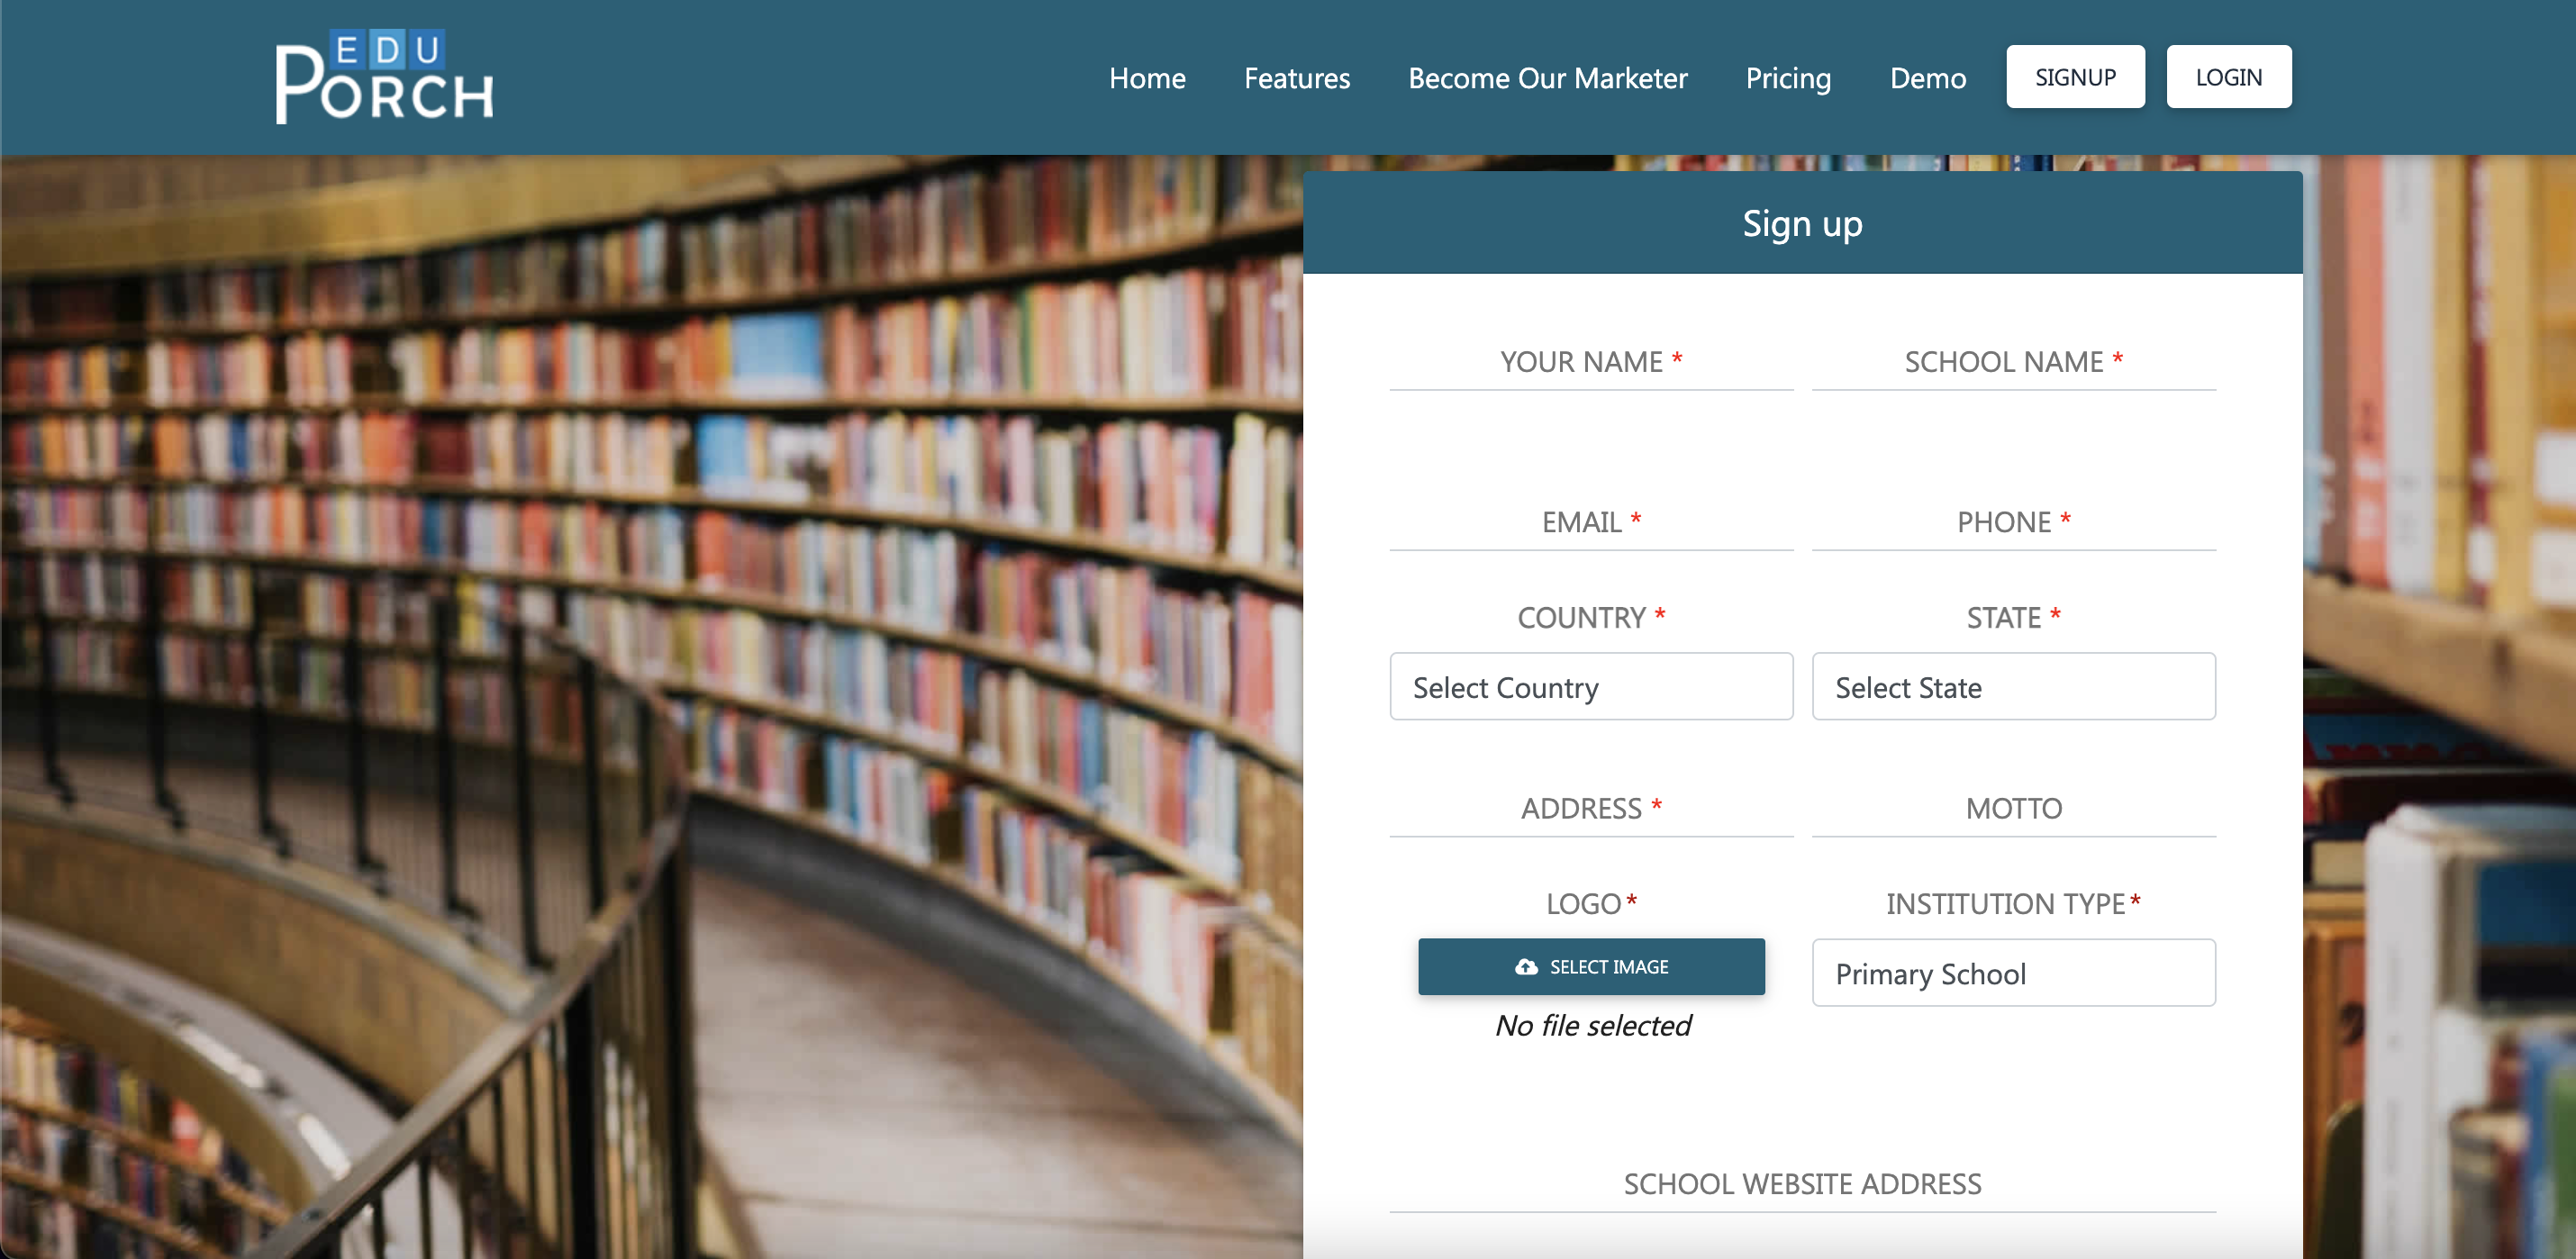 EDU
PORCH
Home Features Become Our Marketer Pricing Demo SIGNUP LOGIN
Sign up
YOUR NAME * SCHOOL NAME *
EMAIL * PHONE *
COUNTRY * STATE *
Select Country Select State
ADDRESS * MOTTO
LOGO* INSTITUTION TYPE*
SELECT IMAGE Primary School
No file selected
SCHOOL WEBSITE ADDRESS